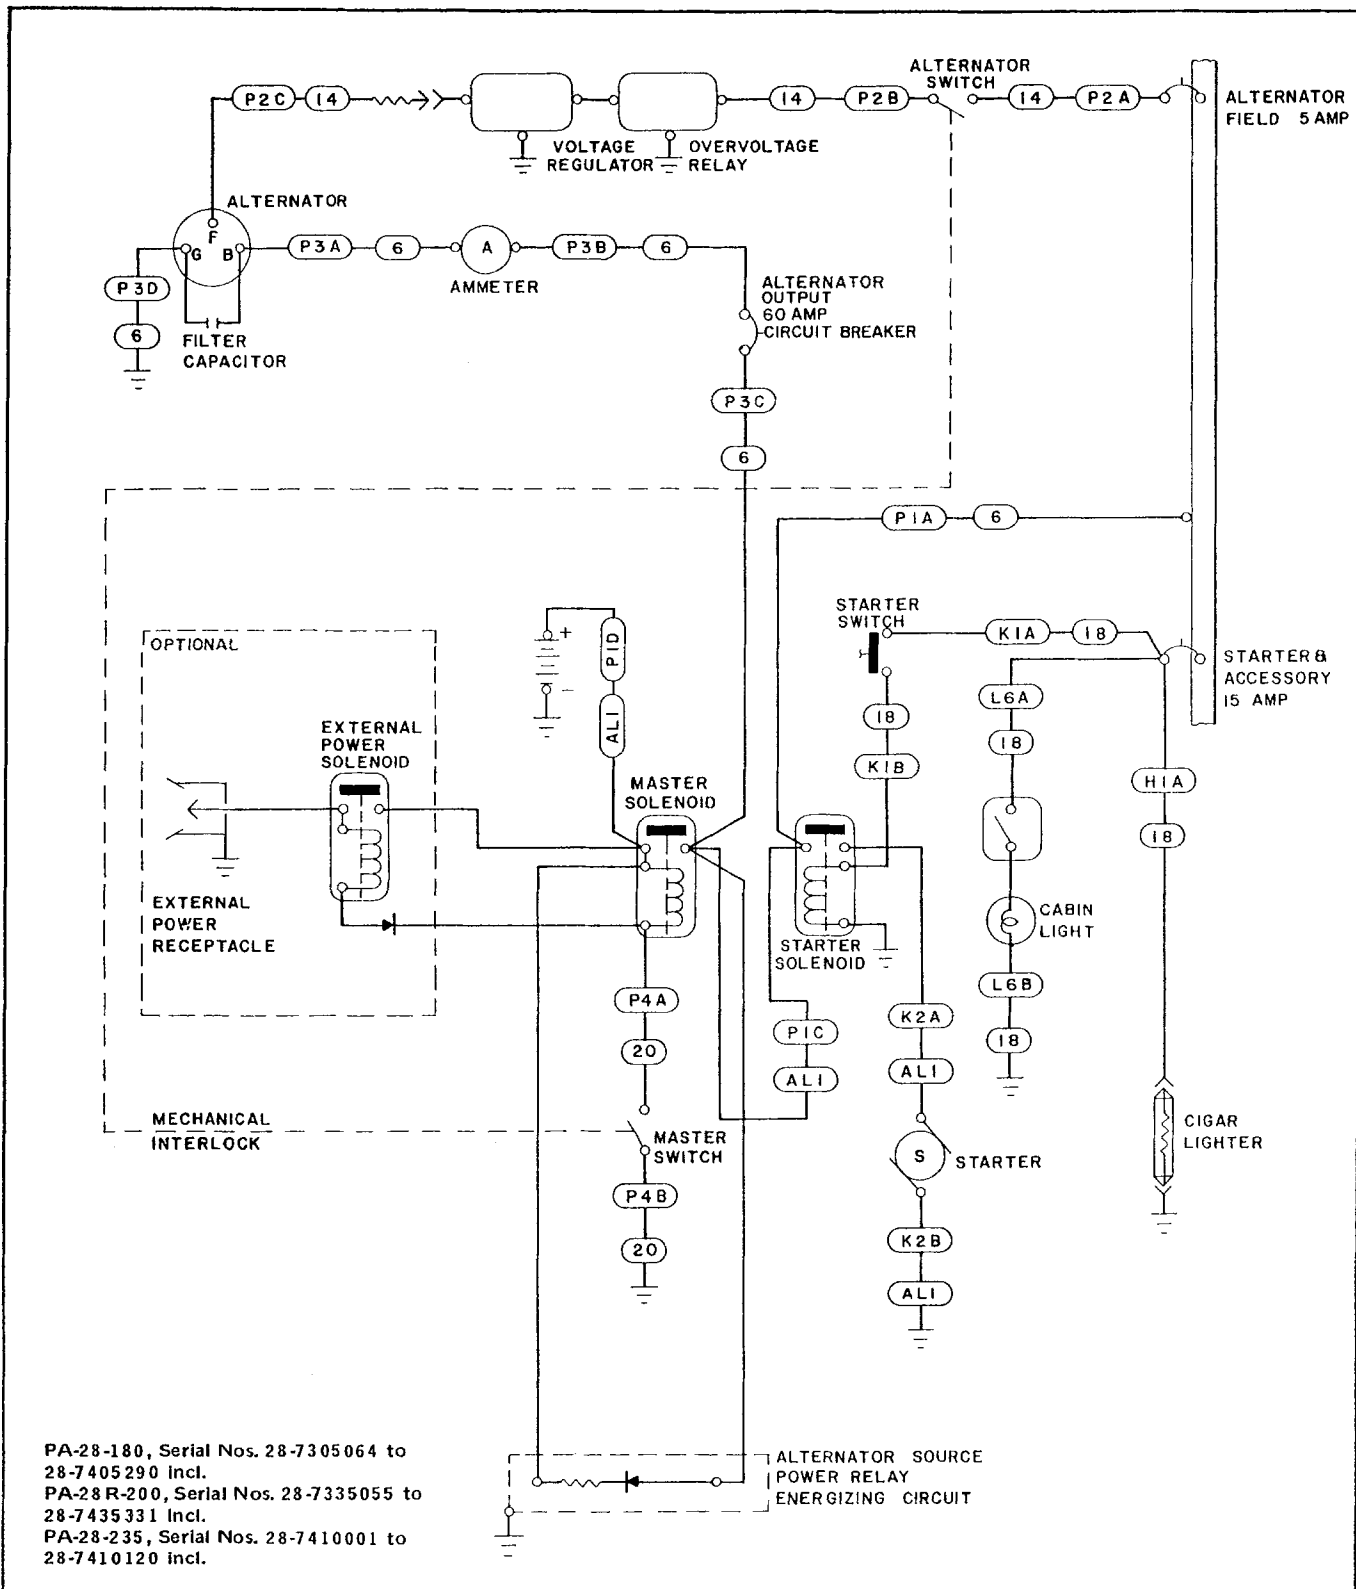 ALTERNATOR
SWITCH
P2C
14
14
P2B
14
P2A
ALTERNATOR
FIELD 5 AMP
VOLTAGE
REGULATOR
OVERVOLTAGE
RELAY
ALTERNATOR
F
G
B
P3A
6
A
P3B
6
AMMETER
P3D
6
FILTER
CAPACITOR
ALTERNATOR
OUTPUT
60 AMP
CIRCUIT BREAKER
P3C
6
P1A
6
STARTER
SWITCH
K1A
18
OPTIONAL
+
-
P1D
AL1
STARTER &
ACCESSORY
15 AMP
L6A
18
18
K1B
EXTERNAL
POWER
SOLENOID
MASTER
SOLENOID
H1A
18
EXTERNAL
POWER
RECEPTACLE
CABIN
LIGHT
STARTER
SOLENOID
L6B
18
P4A
20
P1C
AL1
K2A
AL1
MECHANICAL
INTERLOCK
MASTER
SWITCH
S
STARTER
CIGAR
LIGHTER
P4B
20
K2B
AL1
PA-28-180, Serial Nos. 28-7305064 to
28-7405290 incl.
PA-28R-200, Serial Nos. 28-7335055 to
28-7435331 incl.
PA-28-235, Serial Nos. 28-7410001 to
28-7410120 incl.
ALTERNATOR SOURCE
POWER RELAY
ENERGIZING CIRCUIT